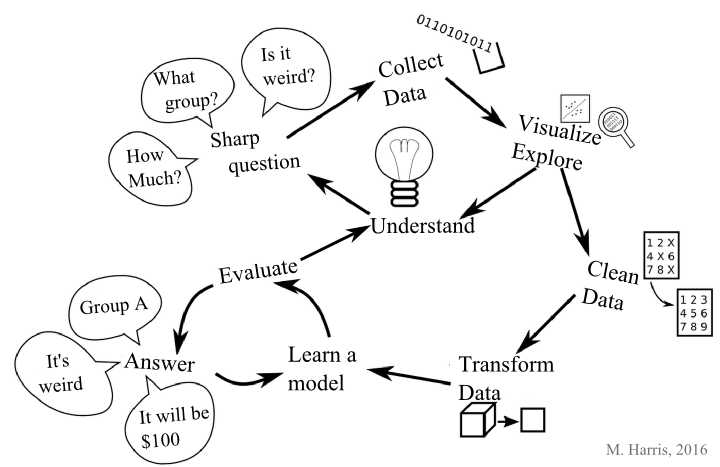 0110101011
Is it
weird?
What
group?
How
Much?
Sharp
question
Collect
Data
Visualize
Explore
Understand
Clean
Data
1 2 X
4 X 6
7 8 X
1 2 3
4 5 6
7 8 9
Evaluate
Group A
It's
weird
Answer
It will be
$100
Learn a
model
Transform
Data
M. Harris, 2016